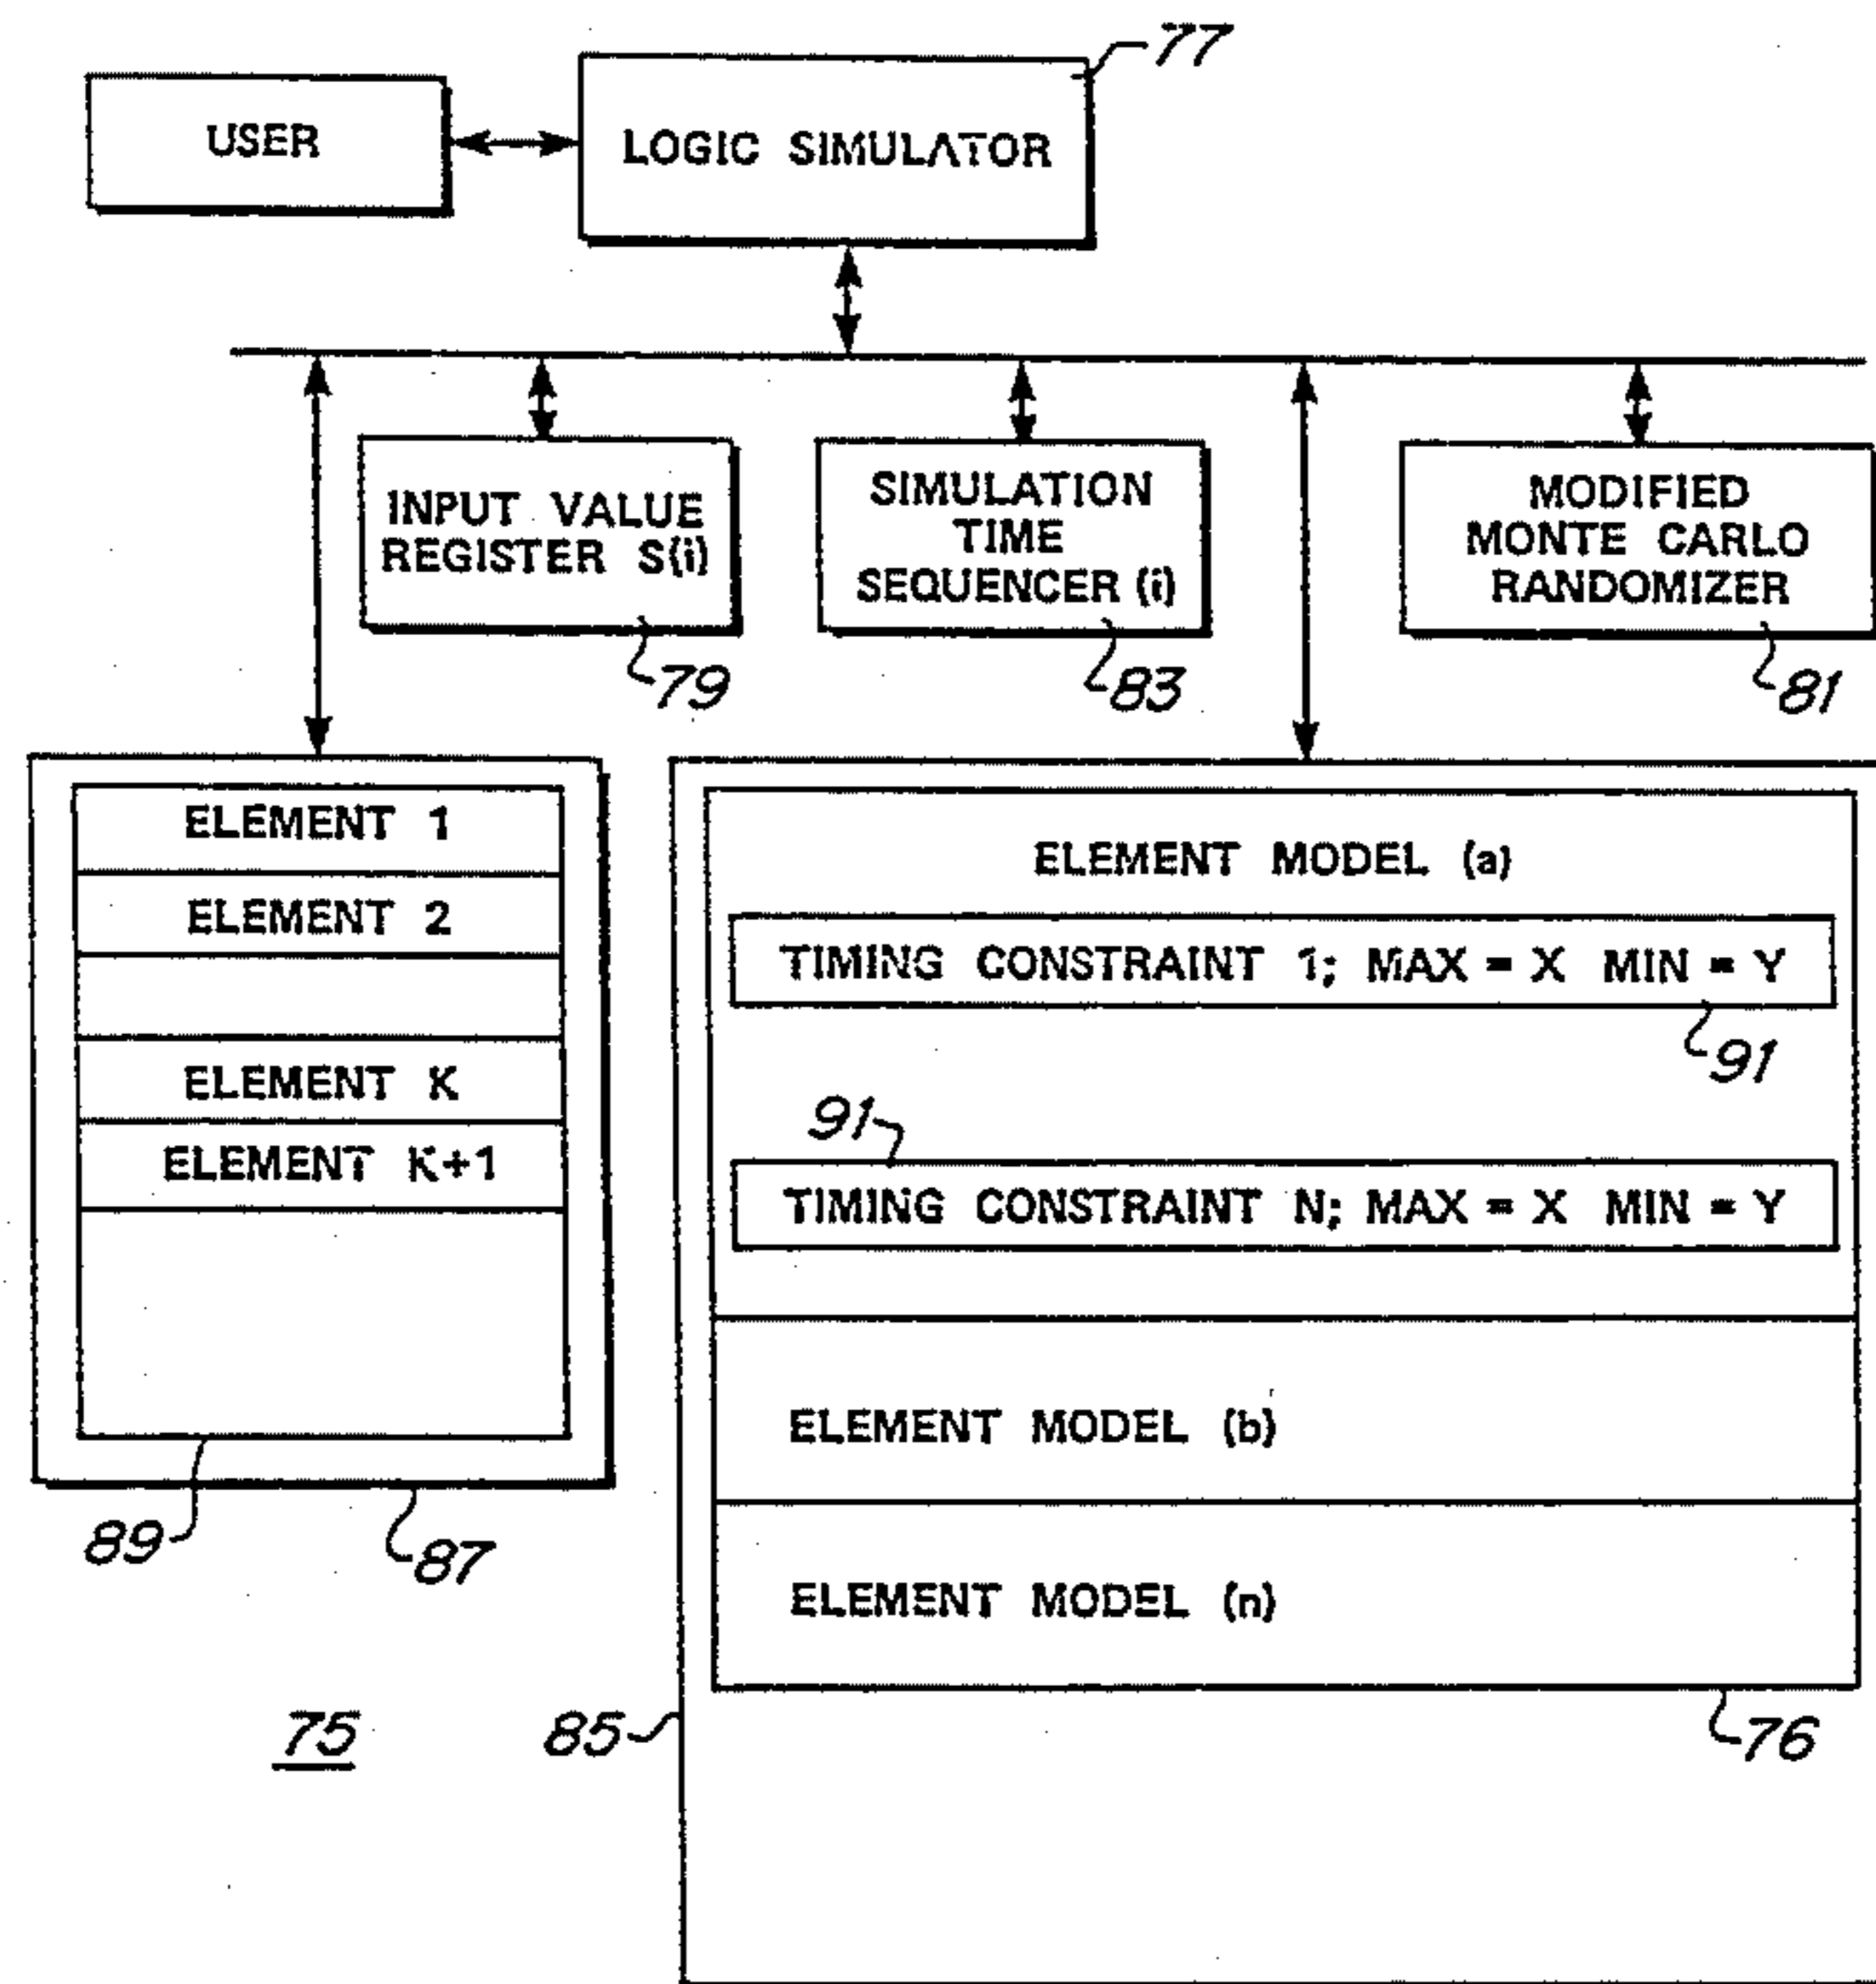 77
USER
LOGIC SIMULATOR
INPUT VALUE
REGISTER S(i)
79
SIMULATION
TIME
SEQUENCER (i)
83
MODIFIED
MONTE CARLO
RANDOMIZER
81
ELEMENT 1
ELEMENT 2
ELEMENT K
ELEMENT K+1
89
87
ELEMENT MODEL (a)
TIMING CONSTRAINT 1; MAX = X MIN = Y
91
91
TIMING CONSTRAINT N; MAX = X MIN = Y
ELEMENT MODEL (b)
ELEMENT MODEL (n)
75
85
76